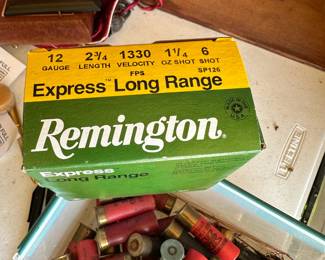 12 2¾ 1330 1¼ 6
GAUGE LENGTH VELOCITY OZ SHOT SHOT
FPS SP126
Express™ Long Range
Remington®
Express
Long Range